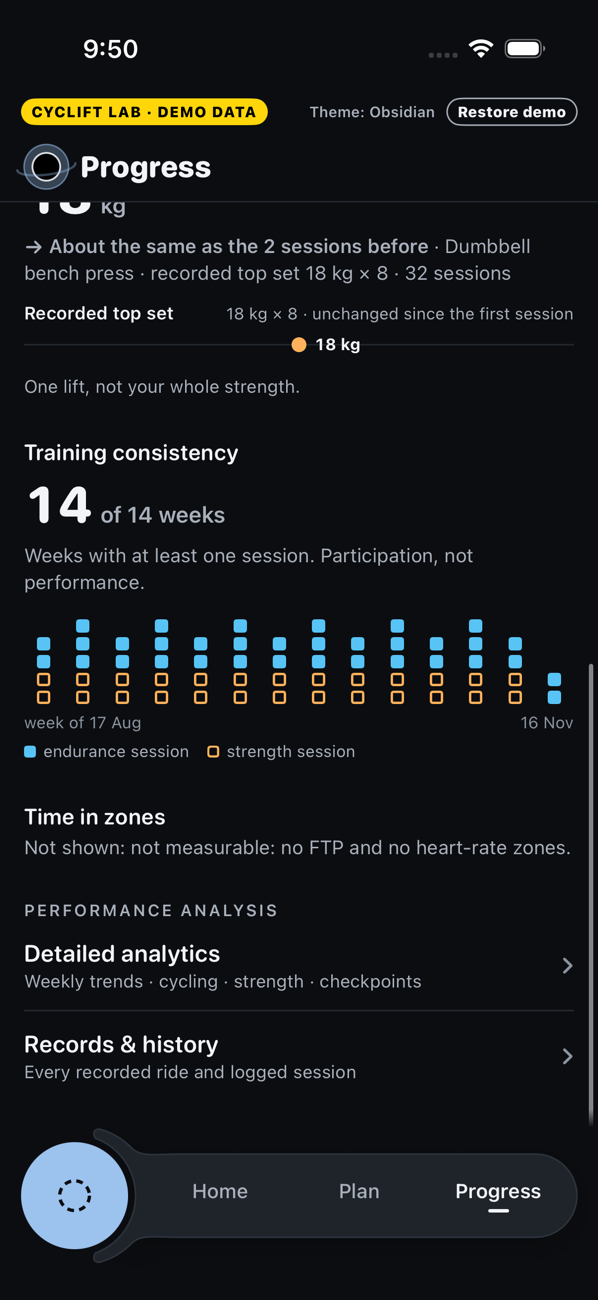 9:50
CYCLIFT LAB · DEMO DATA
Theme: Obsidian
Restore demo
Progress
kg
→ About the same as the 2 sessions before · Dumbbell
bench press · recorded top set 18 kg × 8 · 32 sessions
Recorded top set
18 kg × 8 · unchanged since the first session
18 kg
One lift, not your whole strength.
Training consistency
14 of 14 weeks
Weeks with at least one session. Participation, not
performance.
week of 17 Aug
16 Nov
endurance session
strength session
Time in zones
Not shown: not measurable: no FTP and no heart-rate zones.
PERFORMANCE ANALYSIS
Detailed analytics
Weekly trends · cycling · strength · checkpoints
Records & history
Every recorded ride and logged session
Home
Plan
Progress